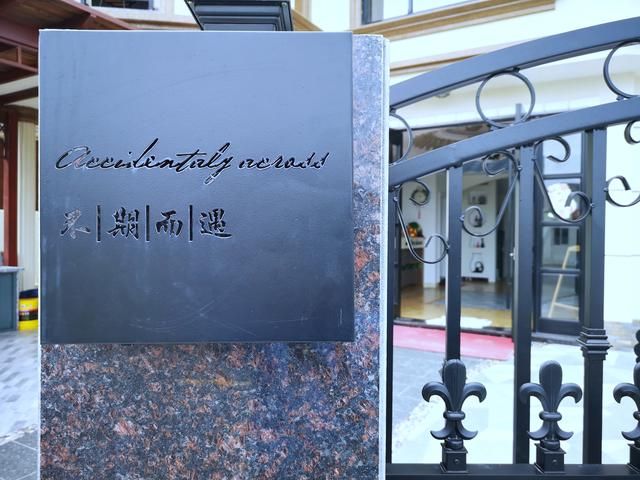 Accidentaly across
不|期|而|遇